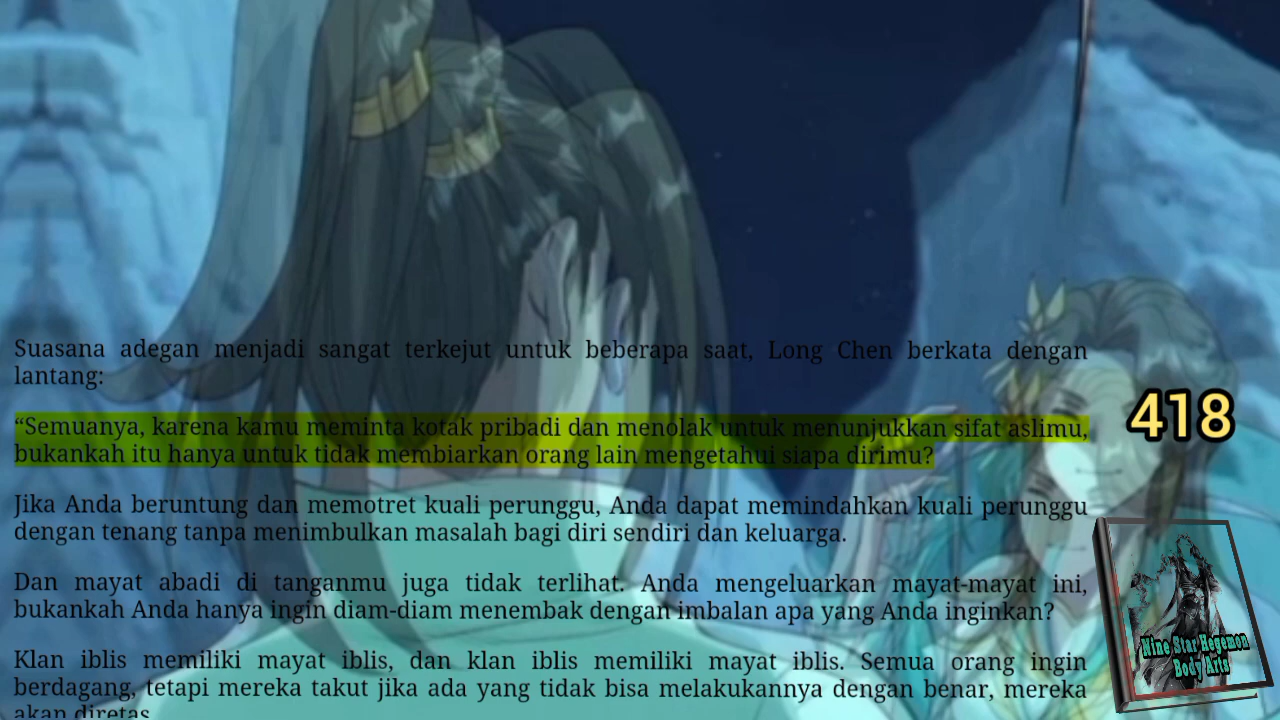 Suasana adegan menjadi sangat terkejut untuk beberapa saat, Long Chen berkata dengan
lantang:
“Semuanya, karena kamu meminta kotak pribadi dan menolak untuk menunjukkan sifat aslimu,
bukankah itu hanya untuk tidak membiarkan orang lain mengetahui siapa dirimu?
418
Jika Anda beruntung dan memotret kuali perunggu, Anda dapat memindahkan kuali perunggu
dengan tenang tanpa menimbulkan masalah bagi diri sendiri dan keluarga.
Dan mayat abadi di tanganmu juga tidak terlihat. Anda mengeluarkan mayat-mayat ini,
bukankah Anda hanya ingin diam-diam menembak dengan imbalan apa yang Anda inginkan?
Klan iblis memiliki mayat iblis, dan klan iblis memiliki mayat iblis. Semua orang ingin
berdagang, tetapi mereka takut jika ada yang tidak bisa melakukannya dengan benar, mereka
akan diretas
Nine Star Hegemon
Body Arts